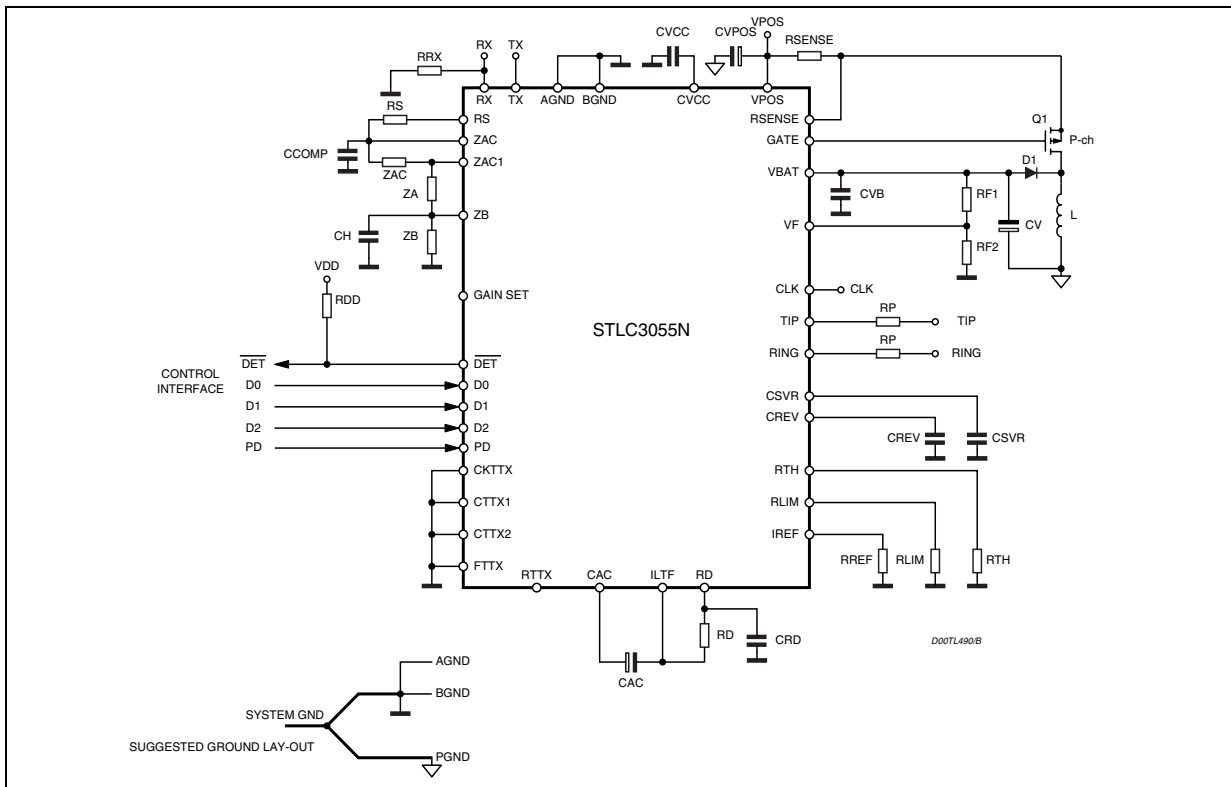 VPOS
CVCC CVPOS
RX TX RSENSE
RRX
RX TX AGND BGND CVCC VPOS
RS
RS RSENSE
Q1
ZAC GATE P-ch
CCOMP
ZAC ZAC1 D1
VBAT
ZA CVB RF1
ZB CV L
CH ZB VF
RF2
VDD
RDD GAIN SET CLK CLK
STLC3055N
RP
TIP TIP
RP
RING RING
DET DET
CONTROL
INTERFACE
D0 D0 CSVR
D1 D1 CREV
D2 D2 CREV CSVR
PD PD
CKTTX RTH
CTTX1 RLIM
CTTX2 IREF
RREF RLIM RTH
FTTX
RTTX CAC ILTF RD
RD CRD D00TL490/B
CAC
AGND
BGND
SYSTEM GND
SUGGESTED GROUND LAY-OUT
PGND